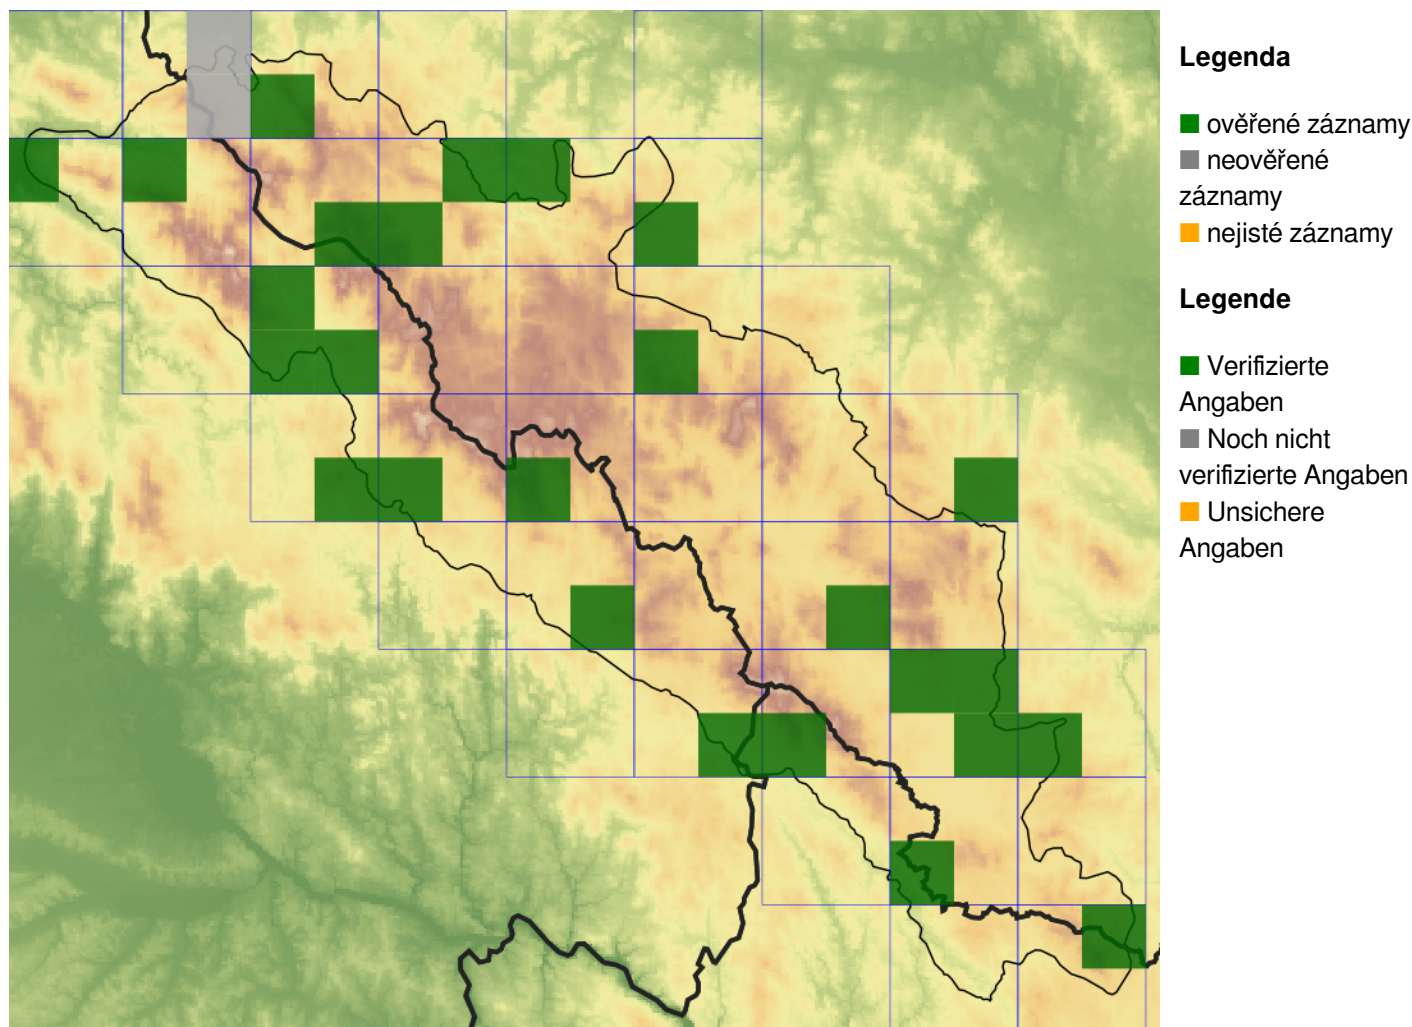 Legenda
ověřené záznamy
neověřené
záznamy
nejisté záznamy
Legende
Verifizierte
Angaben
Noch nicht
verifizierte Angaben
Unsichere
Angaben